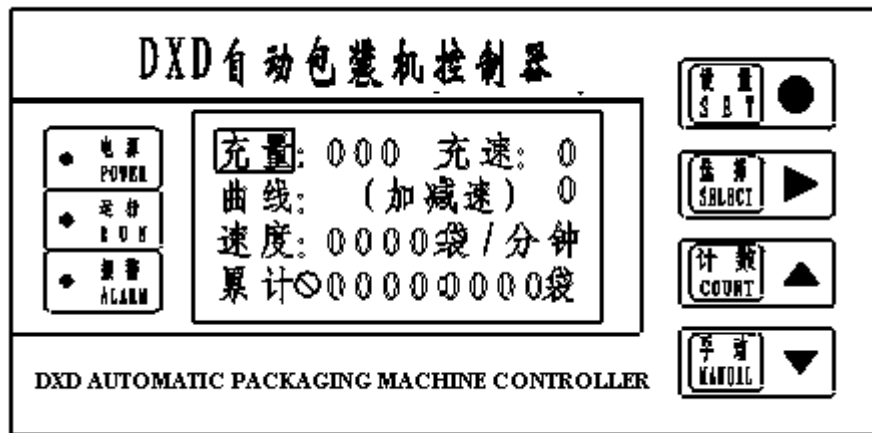 DXD自动包装机控制器
电源
POWER
运行
RUN
报警
ALARM
充量: 000 充速: 0
曲线: (加减速) 0
速度: 0000袋/分钟
累计⦸00000000袋
设置
SET
选择
SELECT
计数
COUNT
手动
MANUAL
DXD AUTOMATIC PACKAGING MACHINE CONTROLLER